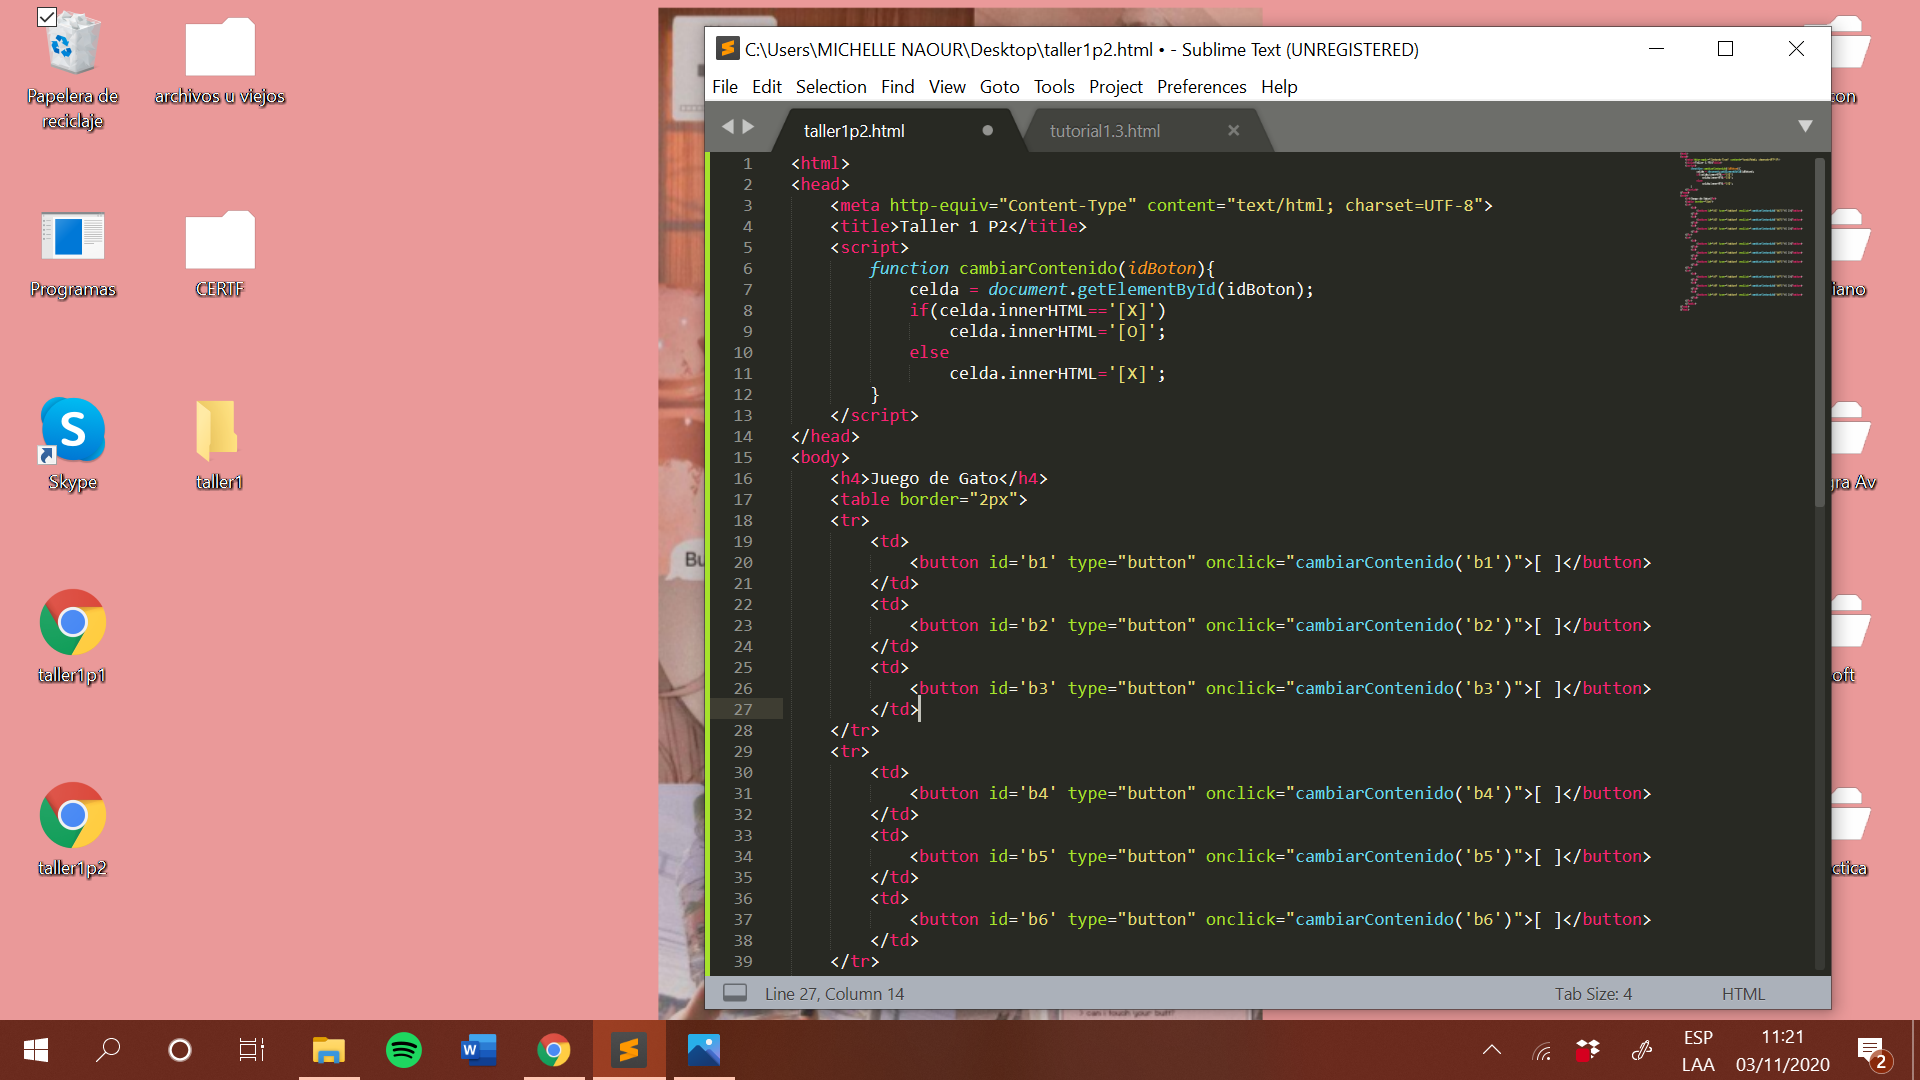 Papelera de
reciclaje
archivos u viejos
Programas
CERTF
Skype
taller1
taller1p1
taller1p2
C:\Users\MICHELLE NAOUR\Desktop\taller1p2.html • - Sublime Text (UNREGISTERED)
File Edit Selection Find View Goto Tools Project Preferences Help
taller1p2.html
tutorial1.3.html
1 <html>
2 <head>
3 <meta http-equiv="Content-Type" content="text/html; charset=UTF-8">
4 <title>Taller 1 P2</title>
5 <script>
6 function cambiarContenido(idBoton){
7 celda = document.getElementById(idBoton);
8 if(celda.innerHTML=='[X]')
9 celda.innerHTML='[O]';
10 else
11 celda.innerHTML='[X]';
12 }
13 </script>
14 </head>
15 <body>
16 <h4>Juego de Gato</h4>
17 <table border="2px">
18 <tr>
19 <td>
20 <button id='b1' type="button" onclick="cambiarContenido('b1')">[ ]</button>
21 </td>
22 <td>
23 <button id='b2' type="button" onclick="cambiarContenido('b2')">[ ]</button>
24 </td>
25 <td>
26 <button id='b3' type="button" onclick="cambiarContenido('b3')">[ ]</button>
27 </td>
28 </tr>
29 <tr>
30 <td>
31 <button id='b4' type="button" onclick="cambiarContenido('b4')">[ ]</button>
32 </td>
33 <td>
34 <button id='b5' type="button" onclick="cambiarContenido('b5')">[ ]</button>
35 </td>
36 <td>
37 <button id='b6' type="button" onclick="cambiarContenido('b6')">[ ]</button>
38 </td>
39 </tr>
Line 27, Column 14
Tab Size: 4
HTML
Bu
con
iano
gra Av
oft
ctica
ESP
LAA
11:21
03/11/2020
2